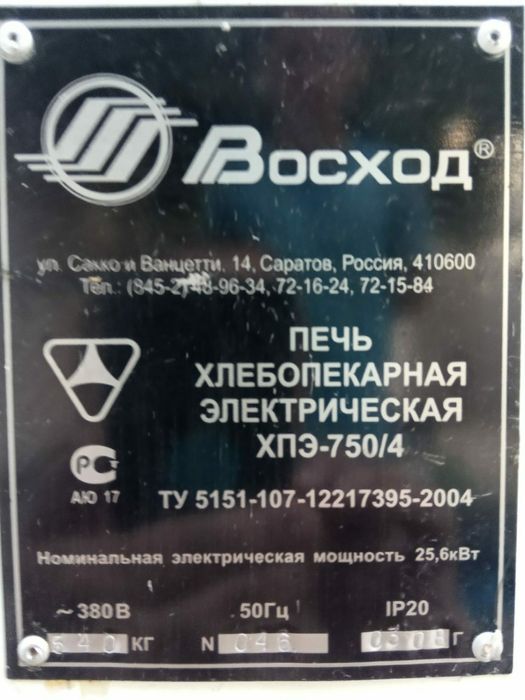 Восход®
ул. Сакко и Ванцетти, 14, Саратов, Россия, 410600
Тел.: (845-2) 48-96-34, 72-16-24, 72-15-84
ПЕЧЬ
ХЛЕБОПЕКАРНАЯ
ЭЛЕКТРИЧЕСКАЯ
ХПЭ-750/4
РСТ
АЮ 17
ТУ 5151-107-12217395-2004
Номинальная электрическая мощность 25,6кВт
~380В 50Гц IP20
540 КГ N 046 0308 Г